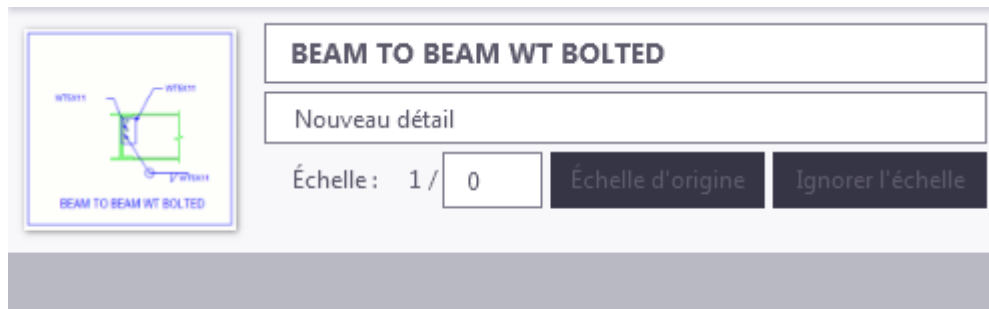 BEAM TO BEAM WT BOLTED
Nouveau détail
Échelle : 1 / 0 Échelle d'origine Ignorer l'échelle
BEAM TO BEAM WT BOLTED